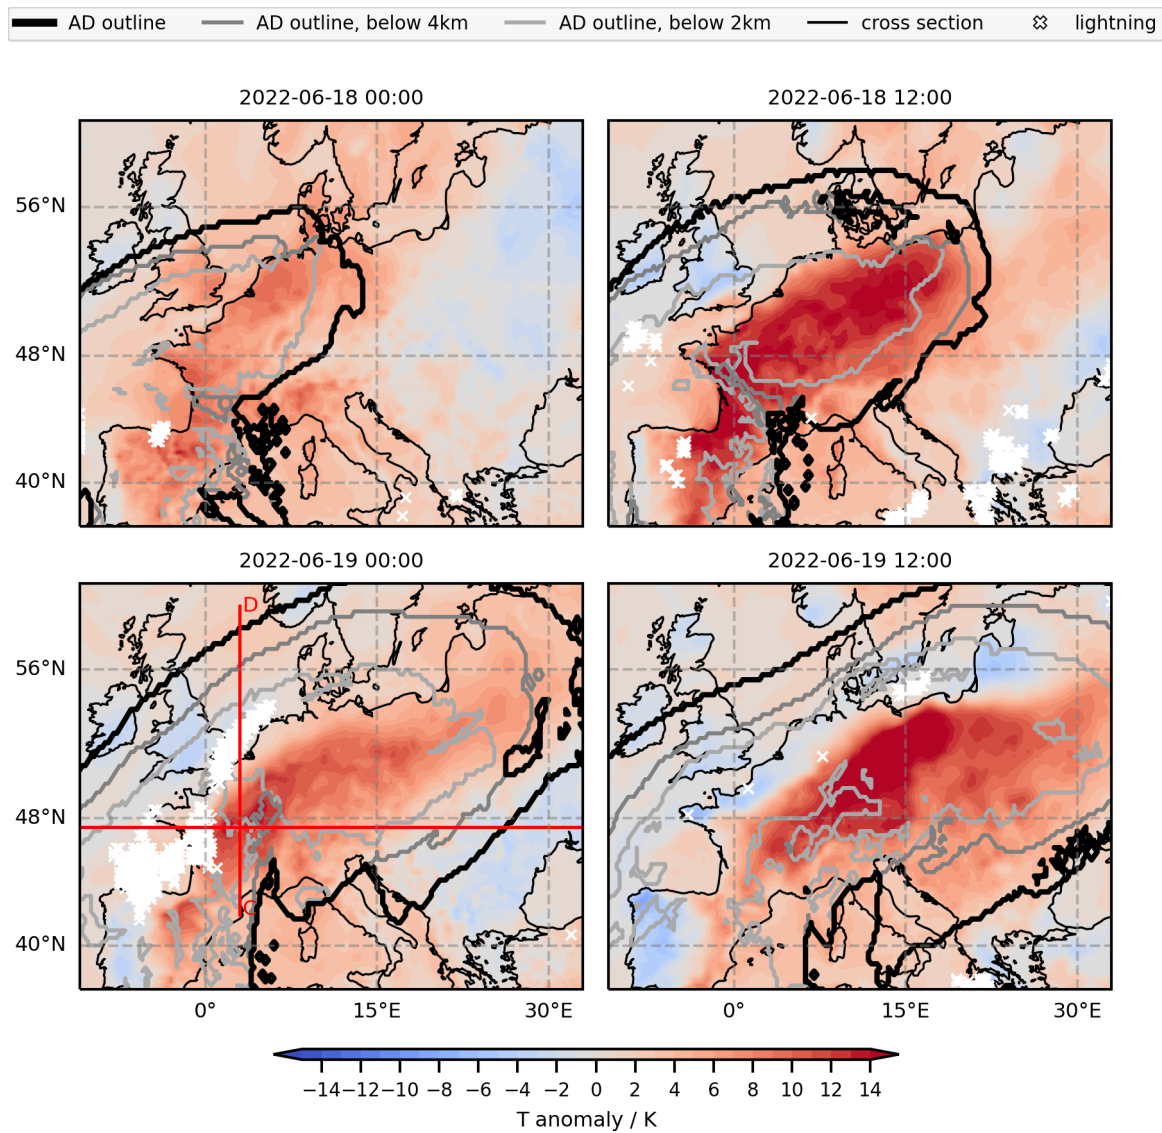 AD outline AD outline, below 4km AD outline, below 2km cross section lightning
2022-06-18 00:00 2022-06-18 12:00
56°N
48°N
40°N
2022-06-19 00:00 2022-06-19 12:00
D
56°N
48°N
C
40°N
0° 15°E 30°E 0° 15°E 30°E
−14 −12 −10 −8 −6 −4 −2 0 2 4 6 8 10 12 14
T anomaly / K